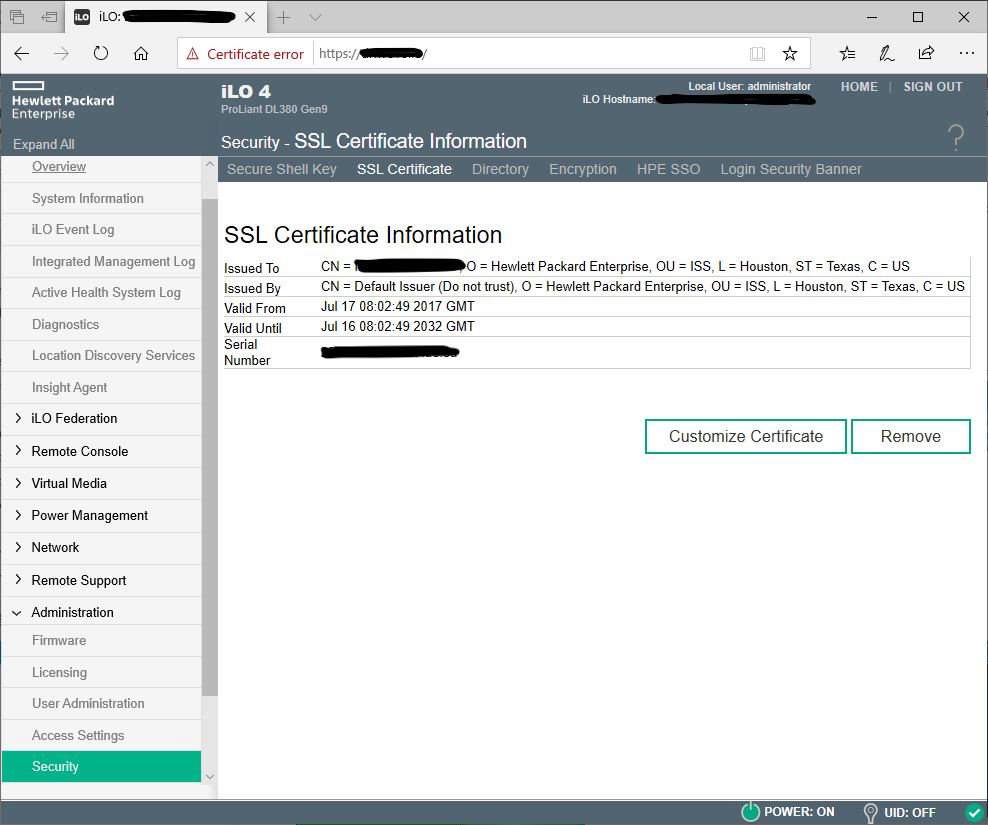 iLO iLO:
Certificate error https:// /
Hewlett Packard
Enterprise
iLO 4
ProLiant DL380 Gen9
Local User: administrator
iLO Hostname:
HOME | SIGN OUT
Expand All
Security - SSL Certificate Information
?
Secure Shell Key SSL Certificate Directory Encryption HPE SSO Login Security Banner
Overview
System Information
iLO Event Log
Integrated Management Log
Active Health System Log
Diagnostics
Location Discovery Services
Insight Agent
iLO Federation
Remote Console
Virtual Media
Power Management
Network
Remote Support
Administration
Firmware
Licensing
User Administration
Access Settings
Security
SSL Certificate Information
Issued To CN = , O = Hewlett Packard Enterprise, OU = ISS, L = Houston, ST = Texas, C = US
Issued By CN = Default Issuer (Do not trust), O = Hewlett Packard Enterprise, OU = ISS, L = Houston, ST = Texas, C = US
Valid From Jul 17 08:02:49 2017 GMT
Valid Until Jul 16 08:02:49 2032 GMT
Serial
Number
Customize Certificate Remove
POWER: ON UID: OFF